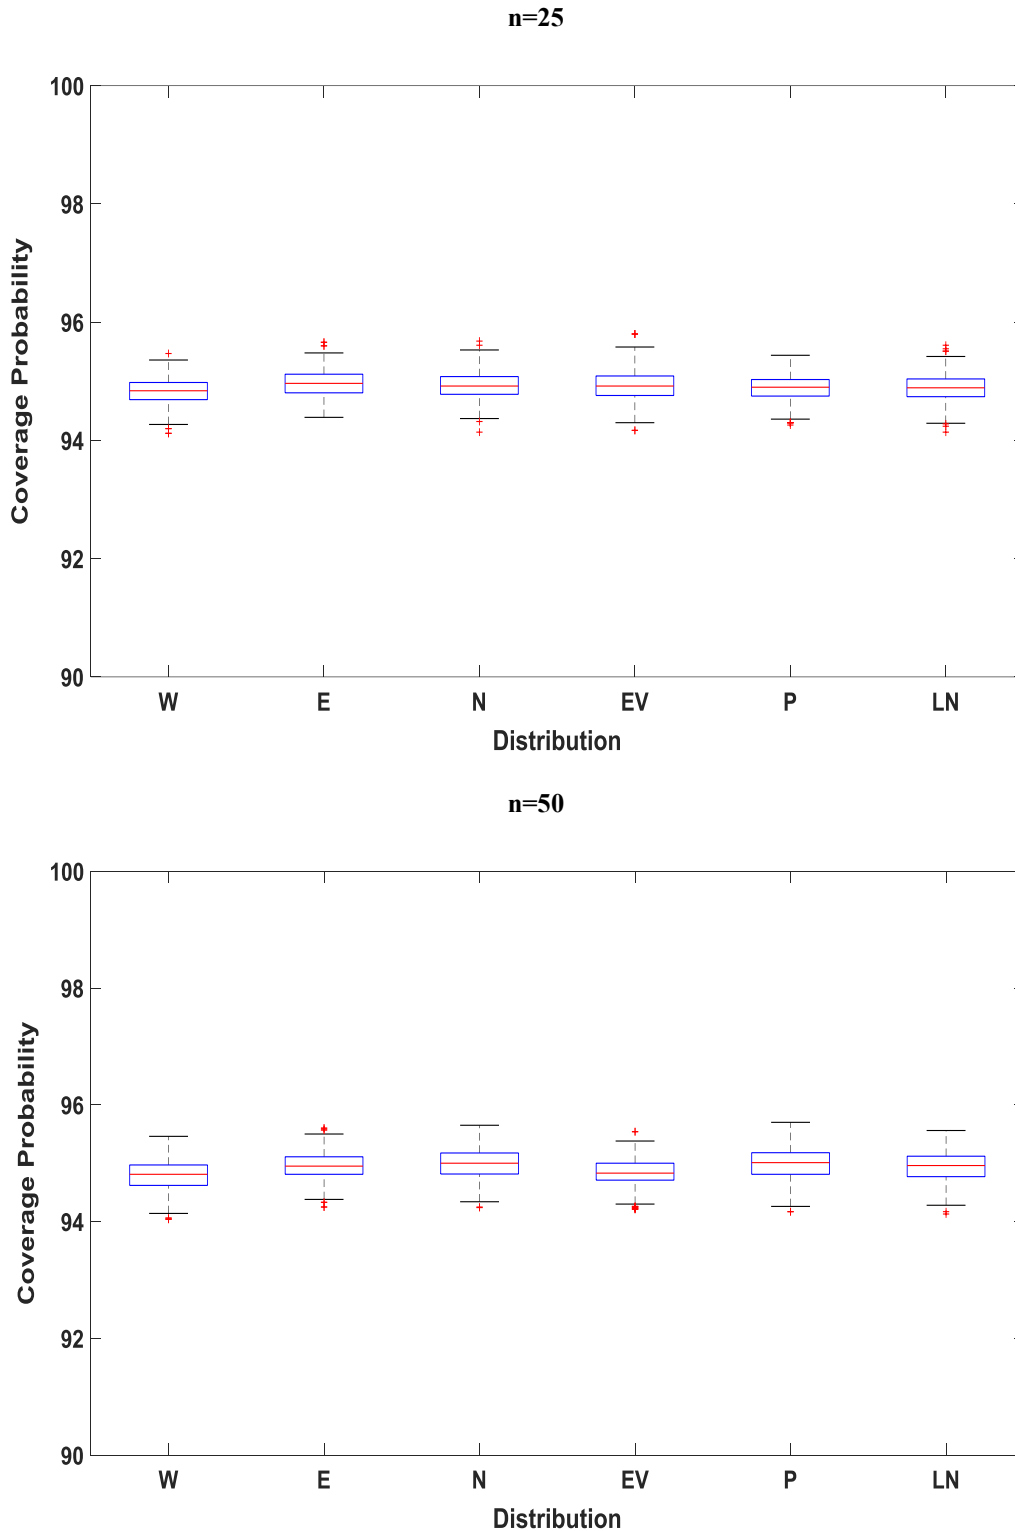 n=25
100
98
96
94
92
90
Coverage Probability
W E N EV P LN
Distribution
n=50
100
98
96
94
92
90
Coverage Probability
W E N EV P LN
Distribution